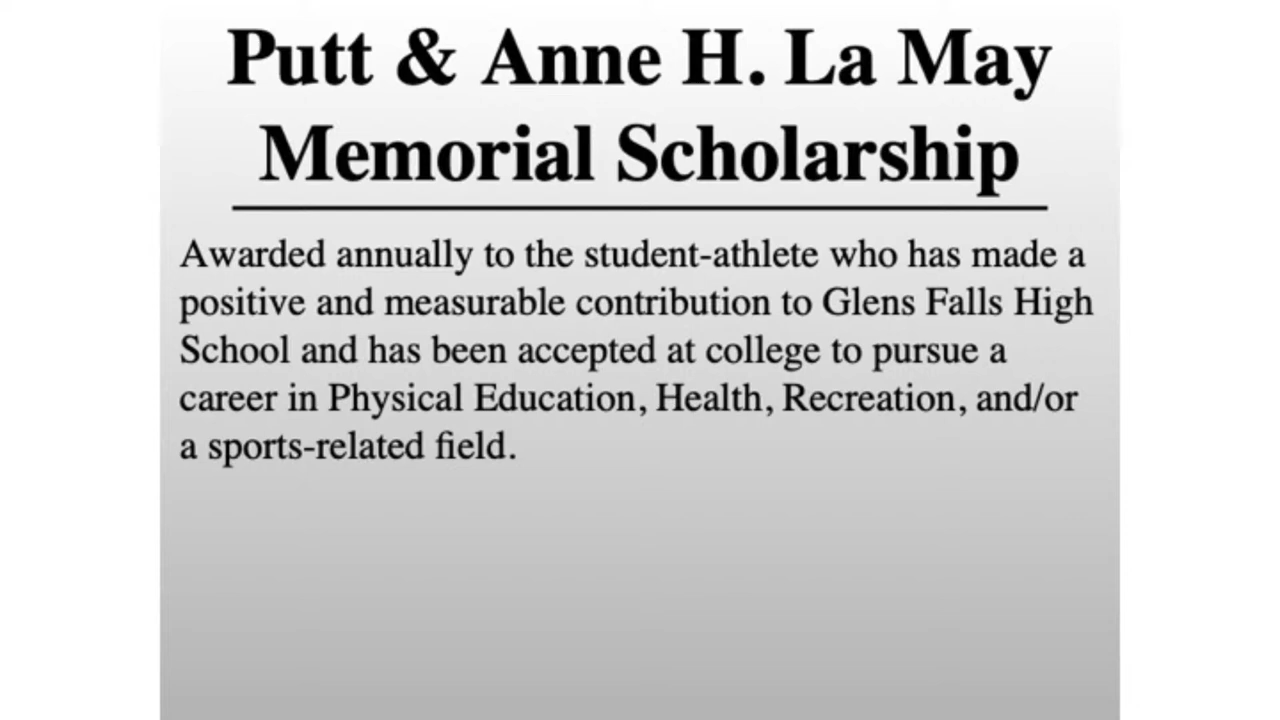 Putt & Anne H. La May
Memorial Scholarship
Awarded annually to the student-athlete who has made a
positive and measurable contribution to Glens Falls High
School and has been accepted at college to pursue a
career in Physical Education, Health, Recreation, and/or
a sports-related field.